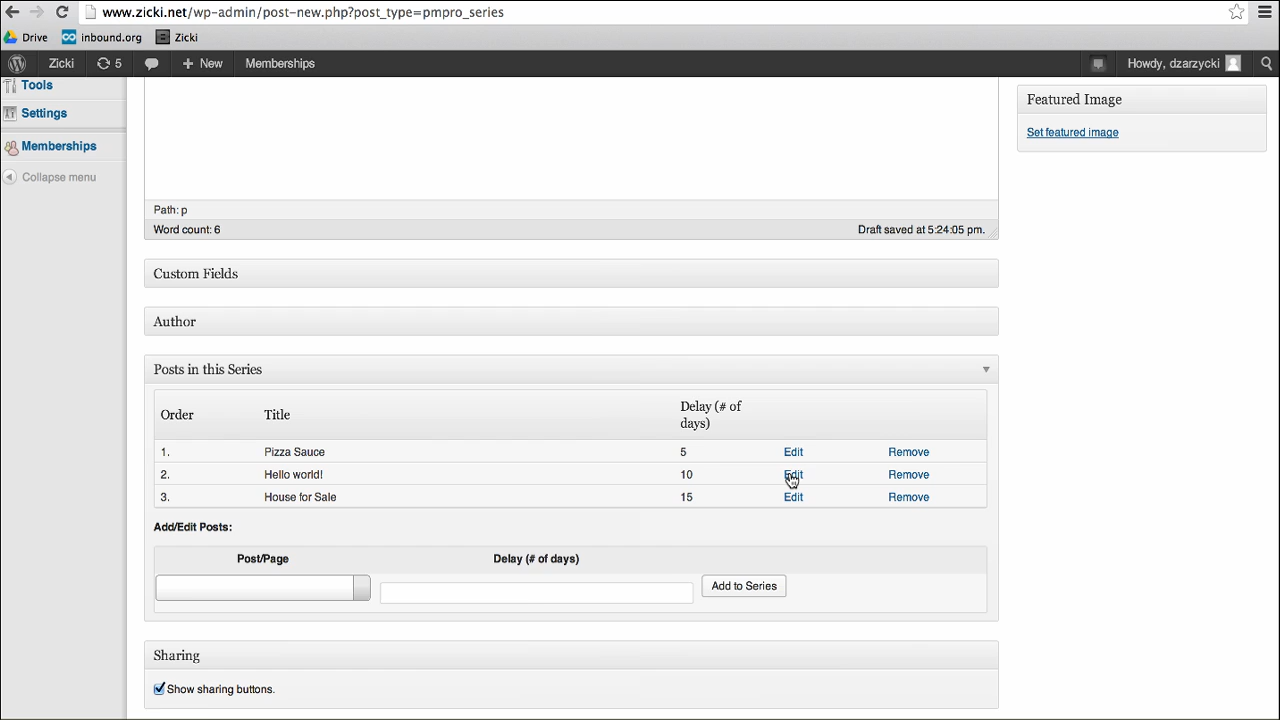 www.zicki.net/wp-admin/post-new.php?post_type=pmpro_series
Drive inbound.org Zicki
Zicki 5 New Memberships Howdy, dzarzycki
Tools
Settings
Memberships
Collapse menu
Featured Image
Set featured image
Path: p
Word count: 6 Draft saved at 5:24:05 pm.
Custom Fields
Author
Posts in this Series
Order Title Delay (# of
days)
1. Pizza Sauce 5 Edit Remove
2. Hello world! 10 Edit Remove
3. House for Sale 15 Edit Remove
Add/Edit Posts:
Post/Page Delay (# of days)
Add to Series
Sharing
Show sharing buttons.